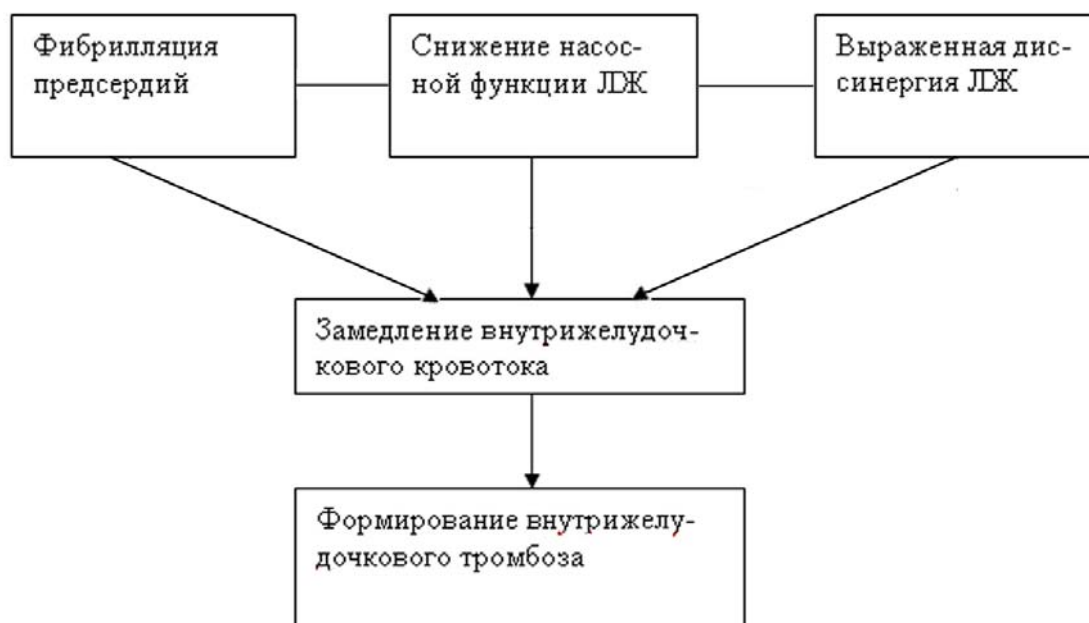 Фибрилляция
предсердий
Снижение насос-
ной функции ЛЖ
Выраженная дис-
синергия ЛЖ
Замедление внутрижелудоч-
кового кровотока
Формирование внутрижелу-
дочкового тромбоза